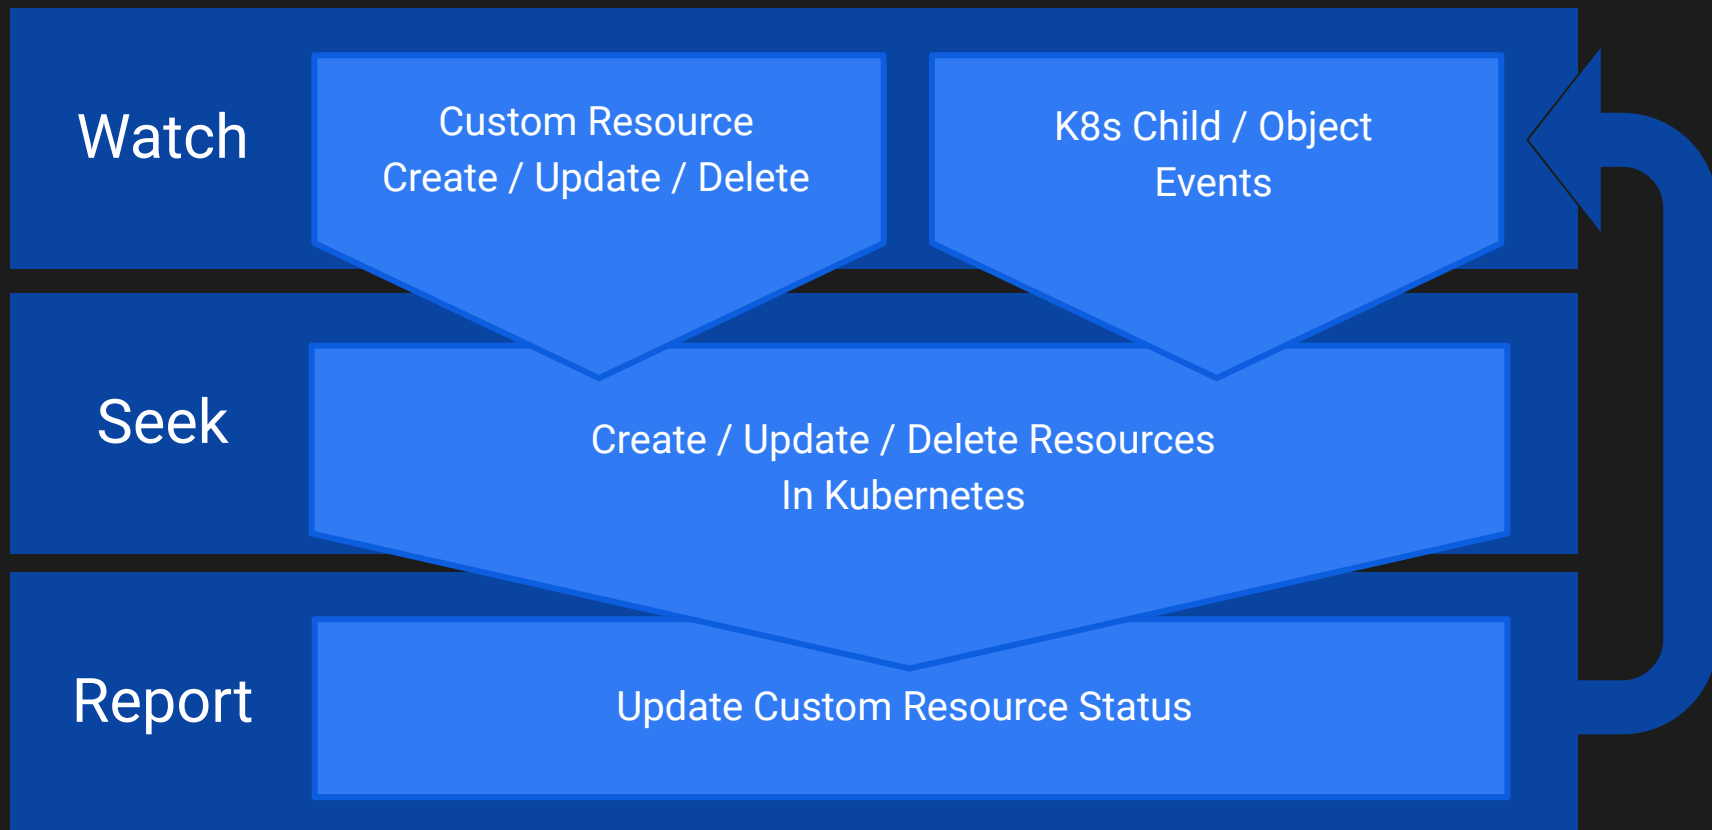 Watch
Custom Resource
Create / Update / Delete
K8s Child / Object
Events
Seek
Create / Update / Delete Resources
In Kubernetes
Report
Update Custom Resource Status